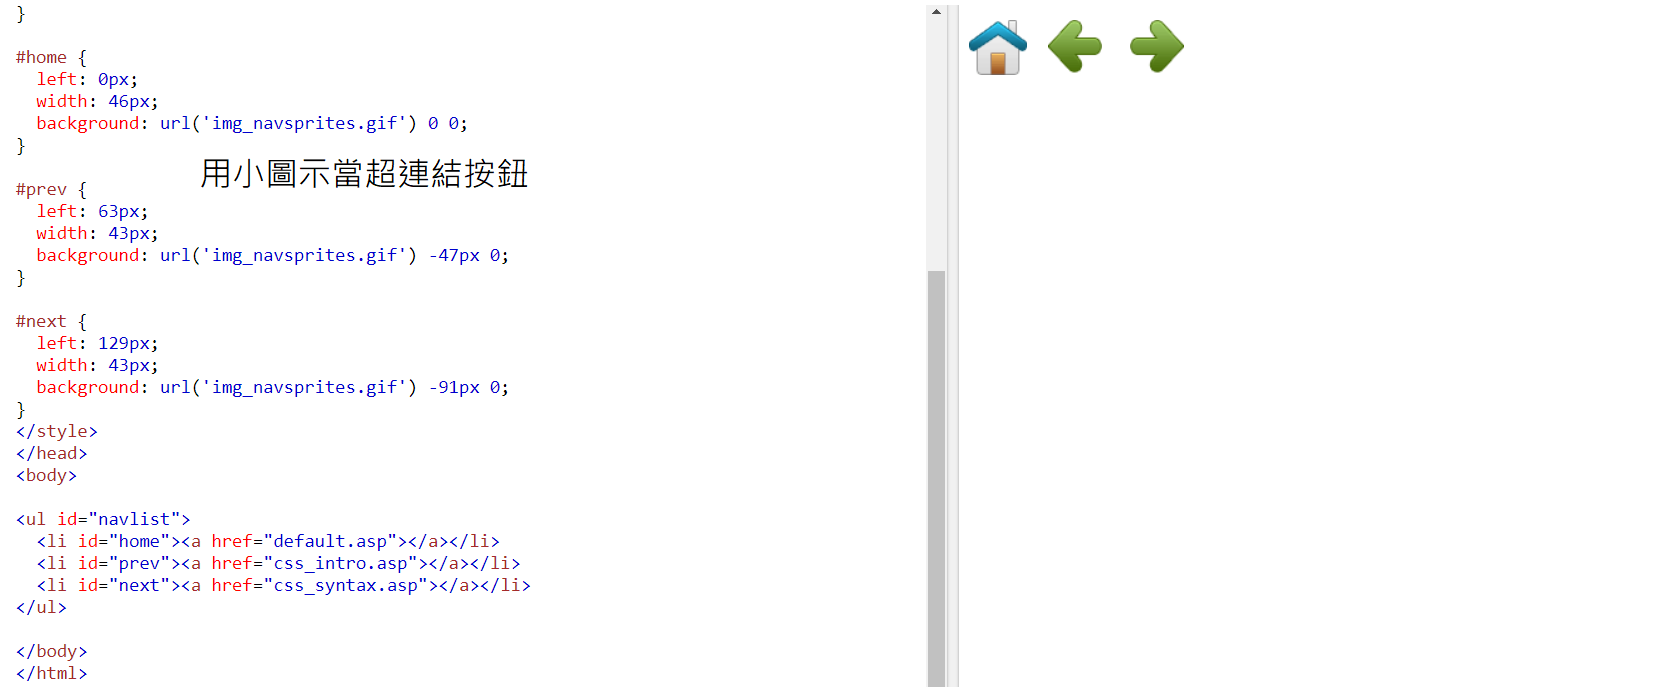 }
#home {
  left: 0px;
  width: 46px;
  background: url('img_navsprites.gif') 0 0;
}
用小圖示當超連結按鈕
#prev {
  left: 63px;
  width: 43px;
  background: url('img_navsprites.gif') -47px 0;
}
#next {
  left: 129px;
  width: 43px;
  background: url('img_navsprites.gif') -91px 0;
}
</style>
</head>
<body>
<ul id="navlist">
  <li id="home"><a href="default.asp"></a></li>
  <li id="prev"><a href="css_intro.asp"></a></li>
  <li id="next"><a href="css_syntax.asp"></a></li>
</ul>
</body>
</html>